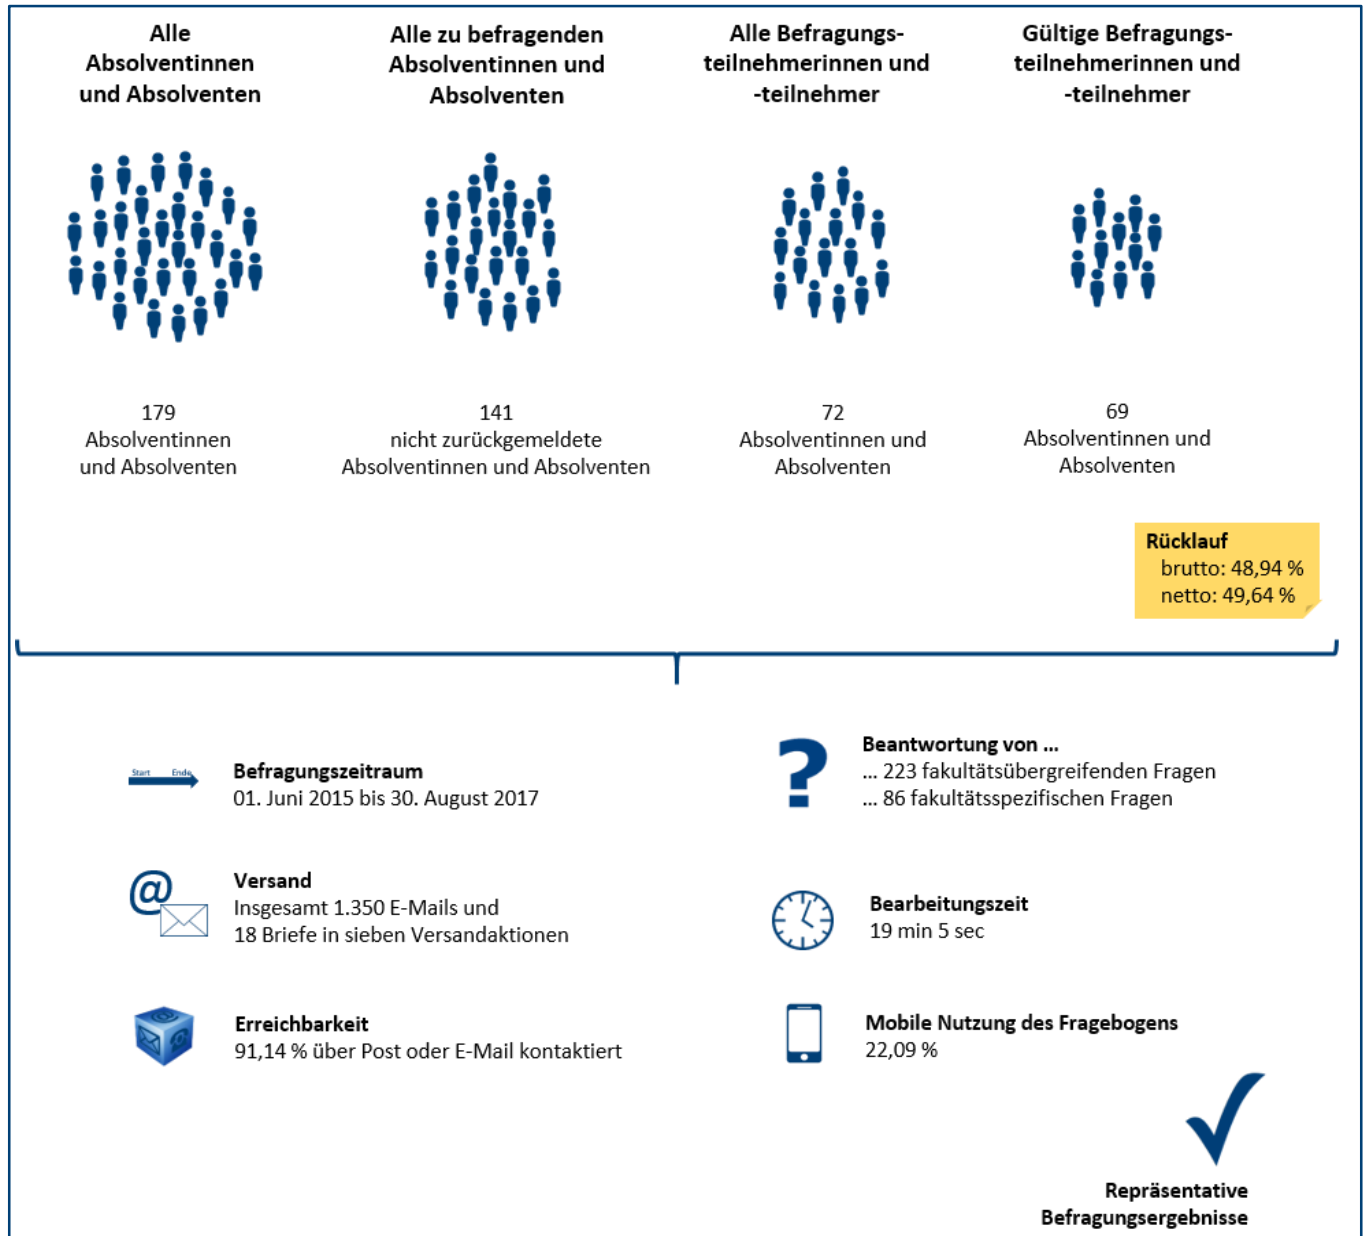 Alle
Absolventinnen
und Absolventen
Alle zu befragenden
Absolventinnen und
Absolventen
Alle Befragungs-
teilnehmerinnen und
-teilnehmer
Gültige Befragungs-
teilnehmerinnen und
-teilnehmer
179
Absolventinnen
und Absolventen
141
nicht zurückgemeldete
Absolventinnen und Absolventen
72
Absolventinnen und
Absolventen
69
Absolventinnen und
Absolventen
Rücklauf
brutto: 48,94 %
netto: 49,64 %
Start Ende
Befragungszeitraum
01. Juni 2015 bis 30. August 2017
@
Versand
Insgesamt 1.350 E-Mails und
18 Briefe in sieben Versandaktionen
Erreichbarkeit
91,14 % über Post oder E-Mail kontaktiert
?
Beantwortung von ...
... 223 fakultätsübergreifenden Fragen
... 86 fakultätsspezifischen Fragen
Bearbeitungszeit
19 min 5 sec
Mobile Nutzung des Fragebogens
22,09 %
Repräsentative
Befragungsergebnisse